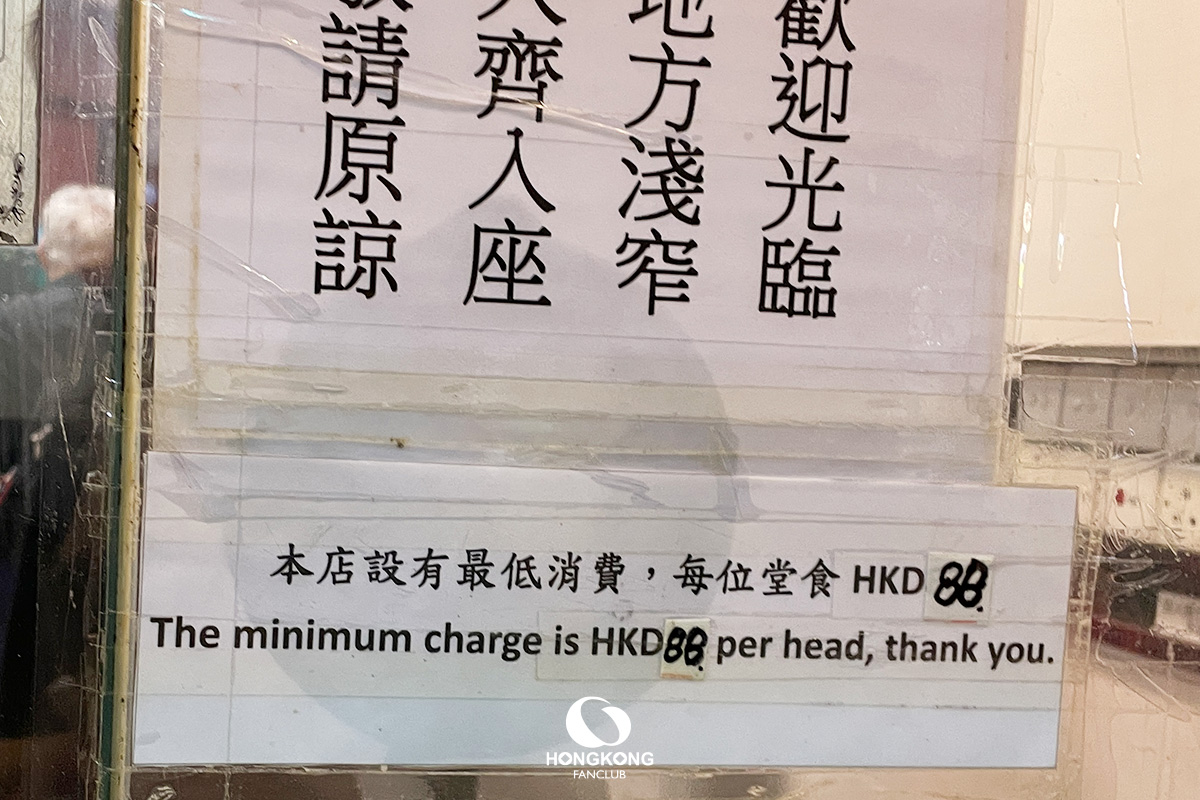 歡迎光臨
地方淺窄
人齊入座
敬請原諒
本店設有最低消費，每位堂食 HKD 88.
The minimum charge is HKD 88. per head, thank you.
HONGKONG
FANCLUB